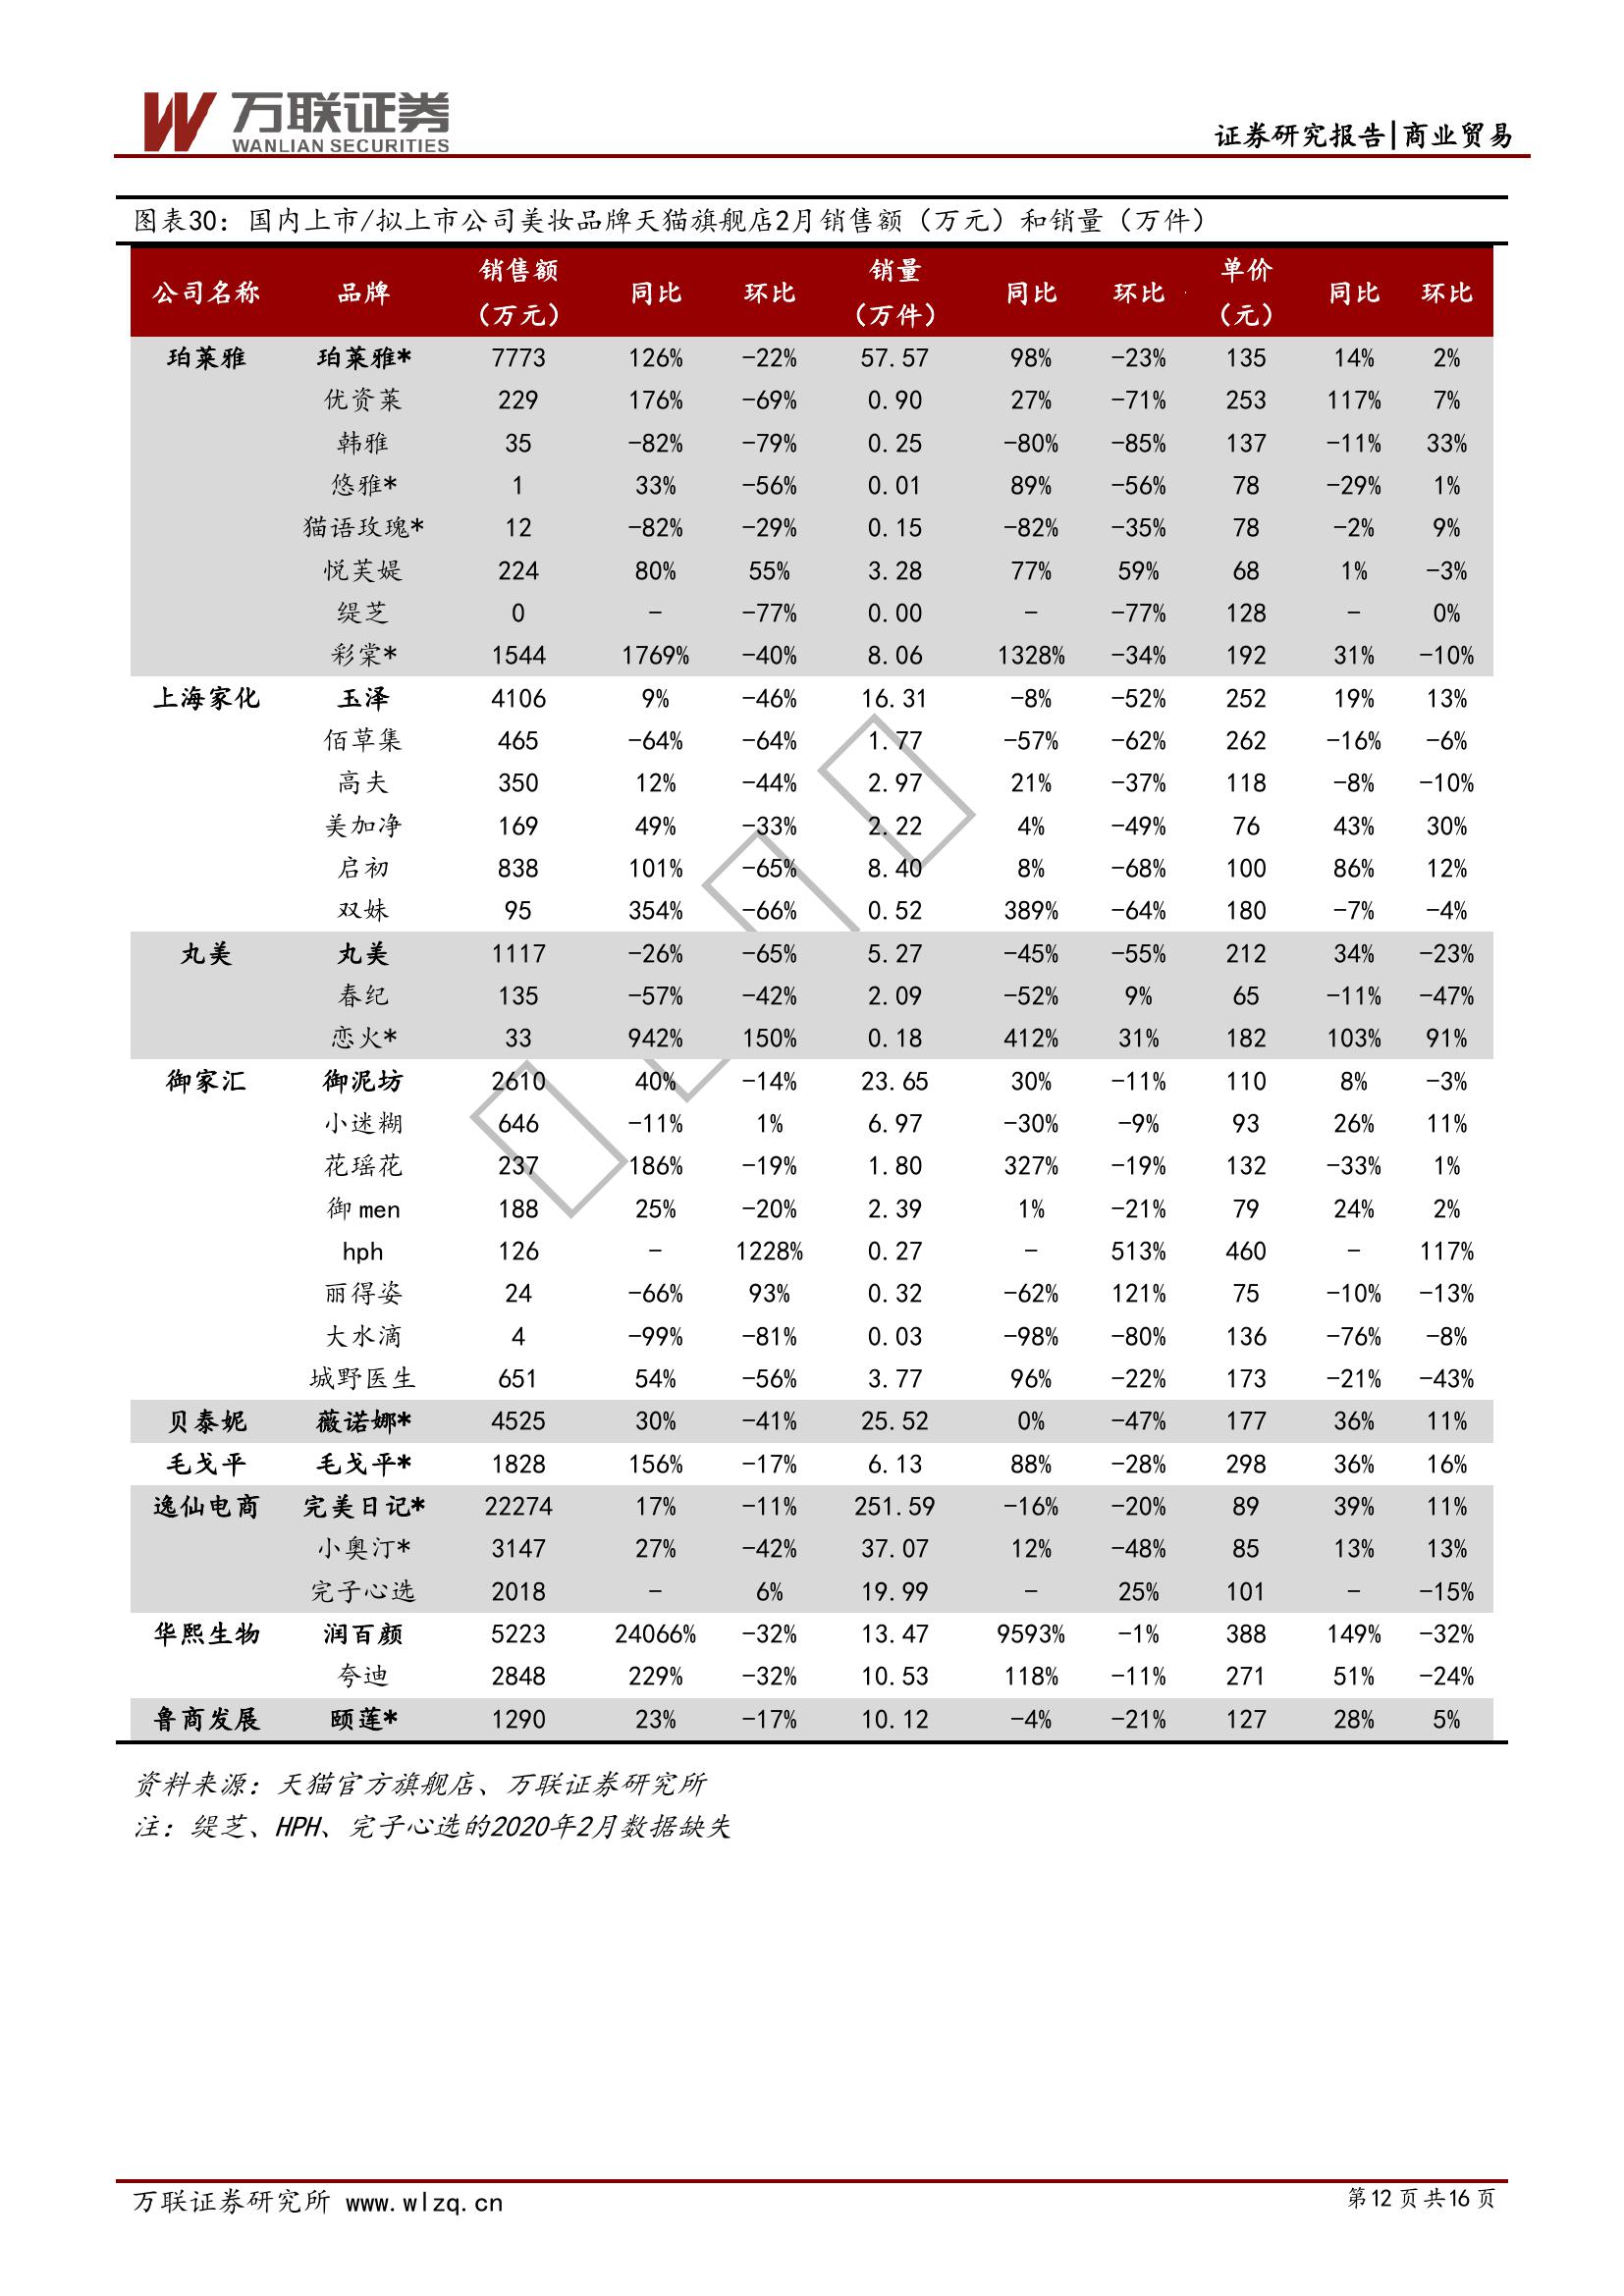 万联证券
WANLIAN SECURITIES
证券研究报告|商业贸易
图表30：国内上市/拟上市公司美妆品牌天猫旗舰店2月销售额（万元）和销量（万件）
公司名称 品牌 销售额（万元） 同比 环比 销量（万件） 同比 环比 单价（元） 同比 环比
珀莱雅 珀莱雅* 7773 126% -22% 57.57 98% -23% 135 14% 2%
优资莱 229 176% -69% 0.90 27% -71% 253 117% 7%
韩雅 35 -82% -79% 0.25 -80% -85% 137 -11% 33%
悠雅* 1 33% -56% 0.01 89% -56% 78 -29% 1%
猫语玫瑰* 12 -82% -29% 0.15 -82% -35% 78 -2% 9%
悦芙媞 224 80% 55% 3.28 77% 59% 68 1% -3%
缇芝 0 - -77% 0.00 - -77% 128 - 0%
彩棠* 1544 1769% -40% 8.06 1328% -34% 192 31% -10%
上海家化 玉泽 4106 9% -46% 16.31 -8% -52% 252 19% 13%
佰草集 465 -64% -64% 1.77 -57% -62% 262 -16% -6%
高夫 350 12% -44% 2.97 21% -37% 118 -8% -10%
美加净 169 49% -33% 2.22 4% -49% 76 43% 30%
启初 838 101% -65% 8.40 8% -68% 100 86% 12%
双妹 95 354% -66% 0.52 389% -64% 180 -7% -4%
丸美 丸美 1117 -26% -65% 5.27 -45% -55% 212 34% -23%
春纪 135 -57% -42% 2.09 -52% 9% 65 -11% -47%
恋火* 33 942% 150% 0.18 412% 31% 182 103% 91%
御家汇 御泥坊 2610 40% -14% 23.65 30% -11% 110 8% -3%
小迷糊 646 -11% 1% 6.97 -30% -9% 93 26% 11%
花瑶花 237 186% -19% 1.80 327% -19% 132 -33% 1%
御men 188 25% -20% 2.39 1% -21% 79 24% 2%
hph 126 - 1228% 0.27 - 513% 460 - 117%
丽得姿 24 -66% 93% 0.32 -62% 121% 75 -10% -13%
大水滴 4 -99% -81% 0.03 -98% -80% 136 -76% -8%
城野医生 651 54% -56% 3.77 96% -22% 173 -21% -43%
贝泰妮 薇诺娜* 4525 30% -41% 25.52 0% -47% 177 36% 11%
毛戈平 毛戈平* 1828 156% -17% 6.13 88% -28% 298 36% 16%
逸仙电商 完美日记* 22274 17% -11% 251.59 -16% -20% 89 39% 11%
小奥汀* 3147 27% -42% 37.07 12% -48% 85 13% 13%
完子心选 2018 - 6% 19.99 - 25% 101 - -15%
华熙生物 润百颜 5223 24066% -32% 13.47 9593% -1% 388 149% -32%
夸迪 2848 229% -32% 10.53 118% -11% 271 51% -24%
鲁商发展 颐莲* 1290 23% -17% 10.12 -4% -21% 127 28% 5%
资料来源：天猫官方旗舰店、万联证券研究所
注：缇芝、HPH、完子心选的2020年2月数据缺失
万联证券研究所 www.wlzq.cn
第12页共16页